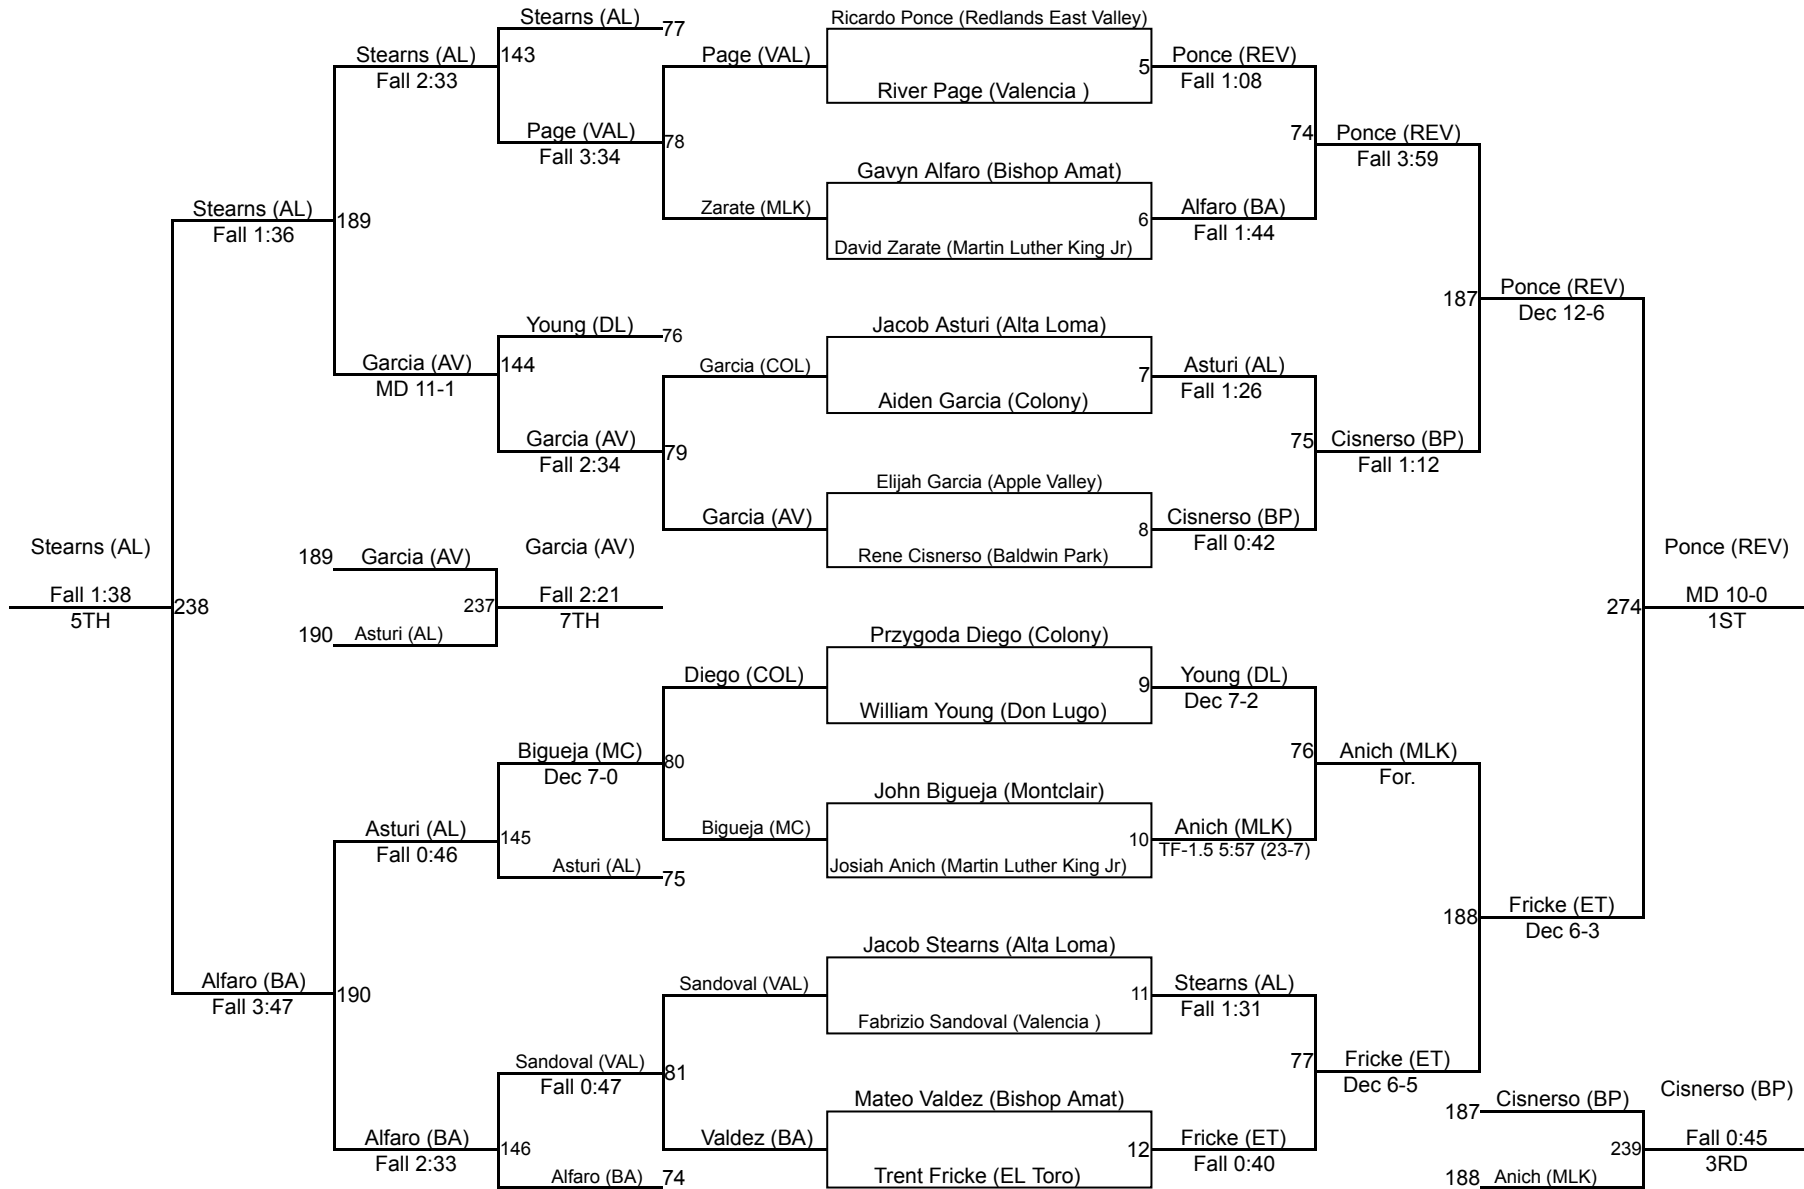 Stearns (AL)
77
143
Stearns (AL)
Fall 2:33
Page (VAL)
Fall 3:34
78
Page (VAL)
Zarate (MLK)
Stearns (AL)
Fall 1:36
189
Young (DL)
76
144
Garcia (AV)
MD 11-1
Garcia (AV)
Fall 2:34
79
Garcia (COL)
Garcia (AV)
Stearns (AL)
Fall 1:38
5TH
238
189
Garcia (AV)
190
Asturi (AL)
237
Garcia (AV)
Fall 2:21
7TH
Diego (COL)
Bigueja (MC)
Dec 7-0
80
Bigueja (MC)
Asturi (AL)
Fall 0:46
145
Asturi (AL)
75
Alfaro (BA)
Fall 3:47
190
Sandoval (VAL)
Sandoval (VAL)
Fall 0:47
81
Valdez (BA)
Alfaro (BA)
Fall 2:33
146
Alfaro (BA)
74
Ricardo Ponce (Redlands East Valley)
5
River Page (Valencia )
Ponce (REV)
Fall 1:08
Gavyn Alfaro (Bishop Amat)
6
David Zarate (Martin Luther King Jr)
Alfaro (BA)
Fall 1:44
74
Ponce (REV)
Fall 3:59
Jacob Asturi (Alta Loma)
7
Aiden Garcia (Colony)
Asturi (AL)
Fall 1:26
Elijah Garcia (Apple Valley)
8
Rene Cisnerso (Baldwin Park)
Cisnerso (BP)
Fall 0:42
75
Cisnerso (BP)
Fall 1:12
187
Ponce (REV)
Dec 12-6
Przygoda Diego (Colony)
9
William Young (Don Lugo)
Young (DL)
Dec 7-2
John Bigueja (Montclair)
10
Josiah Anich (Martin Luther King Jr)
Anich (MLK)
TF-1.5 5:57 (23-7)
76
Anich (MLK)
For.
Jacob Stearns (Alta Loma)
11
Fabrizio Sandoval (Valencia )
Stearns (AL)
Fall 1:31
Mateo Valdez (Bishop Amat)
12
Trent Fricke (EL Toro)
Fricke (ET)
Fall 0:40
77
Fricke (ET)
Dec 6-5
188
Fricke (ET)
Dec 6-3
274
Ponce (REV)
MD 10-0
1ST
187
Cisnerso (BP)
188
Anich (MLK)
239
Cisnerso (BP)
Fall 0:45
3RD